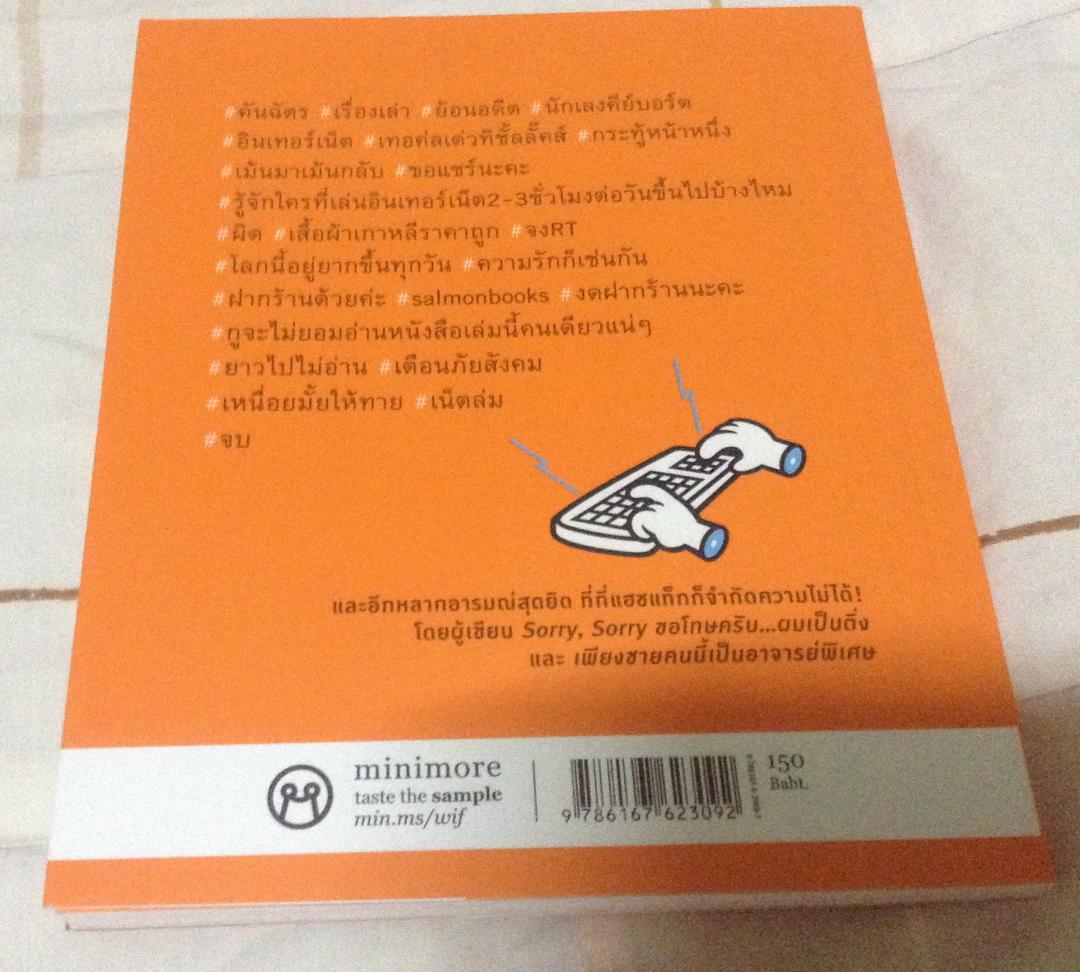 #คันฉัตร #เรื่องเล่า #ย้อนอดีต #นักเลงคีย์บอร์ด
#อินเทอร์เน็ต #เทอค่ลเด่วทิชั้ลลั๊คส์ #กระทู้หน้าหนึ่ง
#เม้นมาเม้นกลับ #ขอแชร์นะคะ
#รู้จักใครที่เล่นอินเทอร์เน็ต2-3ชั่วโมงต่อวันขึ้นไปบ้างไหม
#ผิด #เสื้อผ้าเกาหลีราคาถูก #จงRT
#โลกนี้อยู่ยากขึ้นทุกวัน #ความรักก็เช่นกัน
#ฝากร้านด้วยค่ะ #salmonbooks #งดฝากร้านนะคะ
#กูจะไม่ยอมอ่านหนังสือเล่มนี้คนเดียวแน่ๆ
#ยาวไปไม่อ่าน #เตือนภัยสังคม
#เหนื่อยมั้ยให้ทาย #เน็ตล่ม
#จบ
และอีกหลากอารมณ์สุดยิด ที่ที่แฮชแท็กก็จำกัดความไม่ได้!
โดยผู้เขียน Sorry, Sorry ขอโทษครับ...ผมเป็นติ่ง
และ เพียงชายคนนี้เป็นอาจารย์พิเศษ
minimore
taste the sample
min.ms/wif
9 786167 623092
150
Baht.